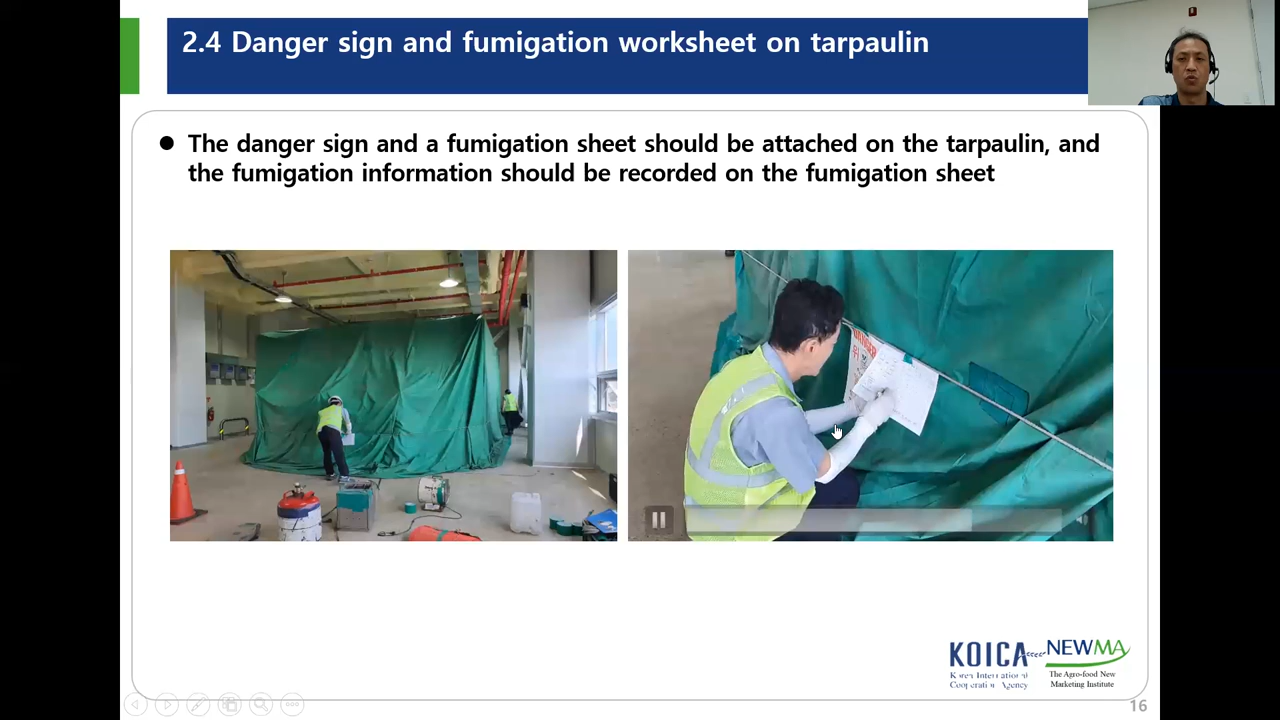 2.4 Danger sign and fumigation worksheet on tarpaulin
● The danger sign and a fumigation sheet should be attached on the tarpaulin, and
the fumigation information should be recorded on the fumigation sheet
DANGER
KOICA
Korea International
Cooperation Agency
NEWMA
The Agro-food New
Marketing Institute
16